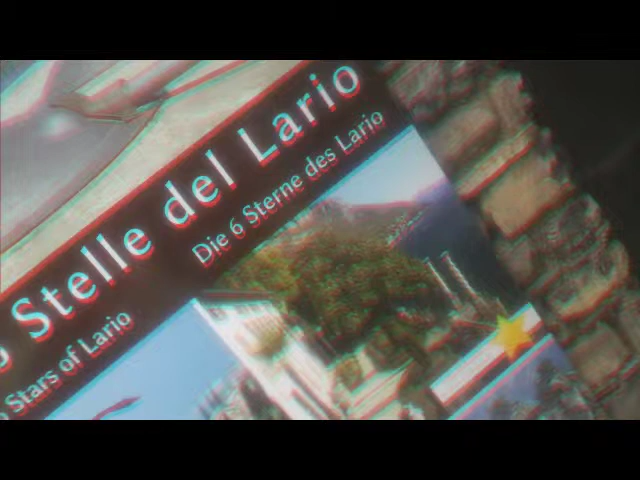 Stelle del Lario
Die 6 Sterne des Lario
Stars of Lario